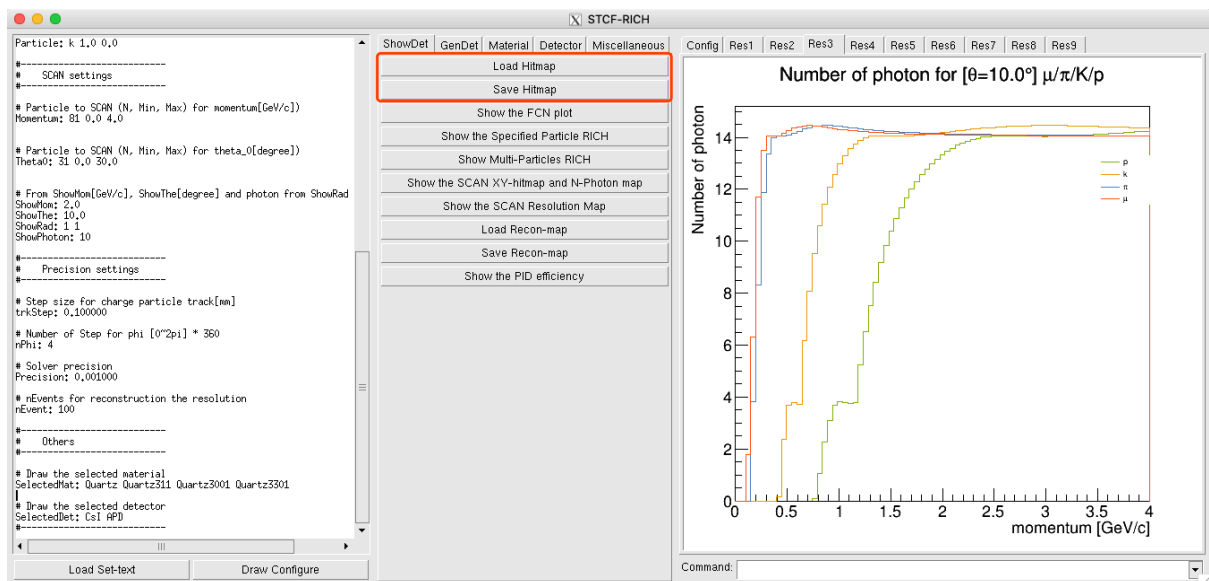 STCF-RICH
Particle: k 1.0 0.0
#---------------------------
# SCAN settings
#---------------------------
# Particle to SCAN (N, Min, Max) for momentum[GeV/c])
Momentum: 81 0.0 4.0
# Particle to SCAN (N, Min, Max) for theta_0[degree])
Theta0: 31 0.0 30.0
# From ShowMom[GeV/c], ShowThe[degree] and photon from ShowRad
ShowMom: 2.0
ShowThe: 10.0
ShowRad: 1 1
ShowPhoton: 10
#---------------------------
# Precision settings
#---------------------------
# Step size for charge particle track[mm]
trkStep: 0.100000
# Number of Step for phi [0~2pi] * 360
nPhi: 4
# Solver precision
Precision: 0.001000
# nEvents for reconstruction the resolution
nEvent: 100
#---------------------------
# Others
#---------------------------
# Draw the selected material
SelectedMat: Quartz Quartz311 Quartz3001 Quartz3301
# Draw the selected detector
SelectedDet: CsI APD
#---------------------------
Load Set-text Draw Configure
ShowDet GenDet Material Detector Miscellaneous
Load Hitmap
Save Hitmap
Show the FCN plot
Show the Specified Particle RICH
Show Multi-Particles RICH
Show the SCAN XY-hitmap and N-Photon map
Show the SCAN Resolution Map
Load Recon-map
Save Recon-map
Show the PID efficiency
Config Res1 Res2 Res3 Res4 Res5 Res6 Res7 Res8 Res9
Number of photon for [θ=10.0°] μ/π/K/p
Number of photon
14
12
10
8
6
4
2
0
p
k
π
μ
0 0.5 1 1.5 2 2.5 3 3.5 4
momentum [GeV/c]
Command: